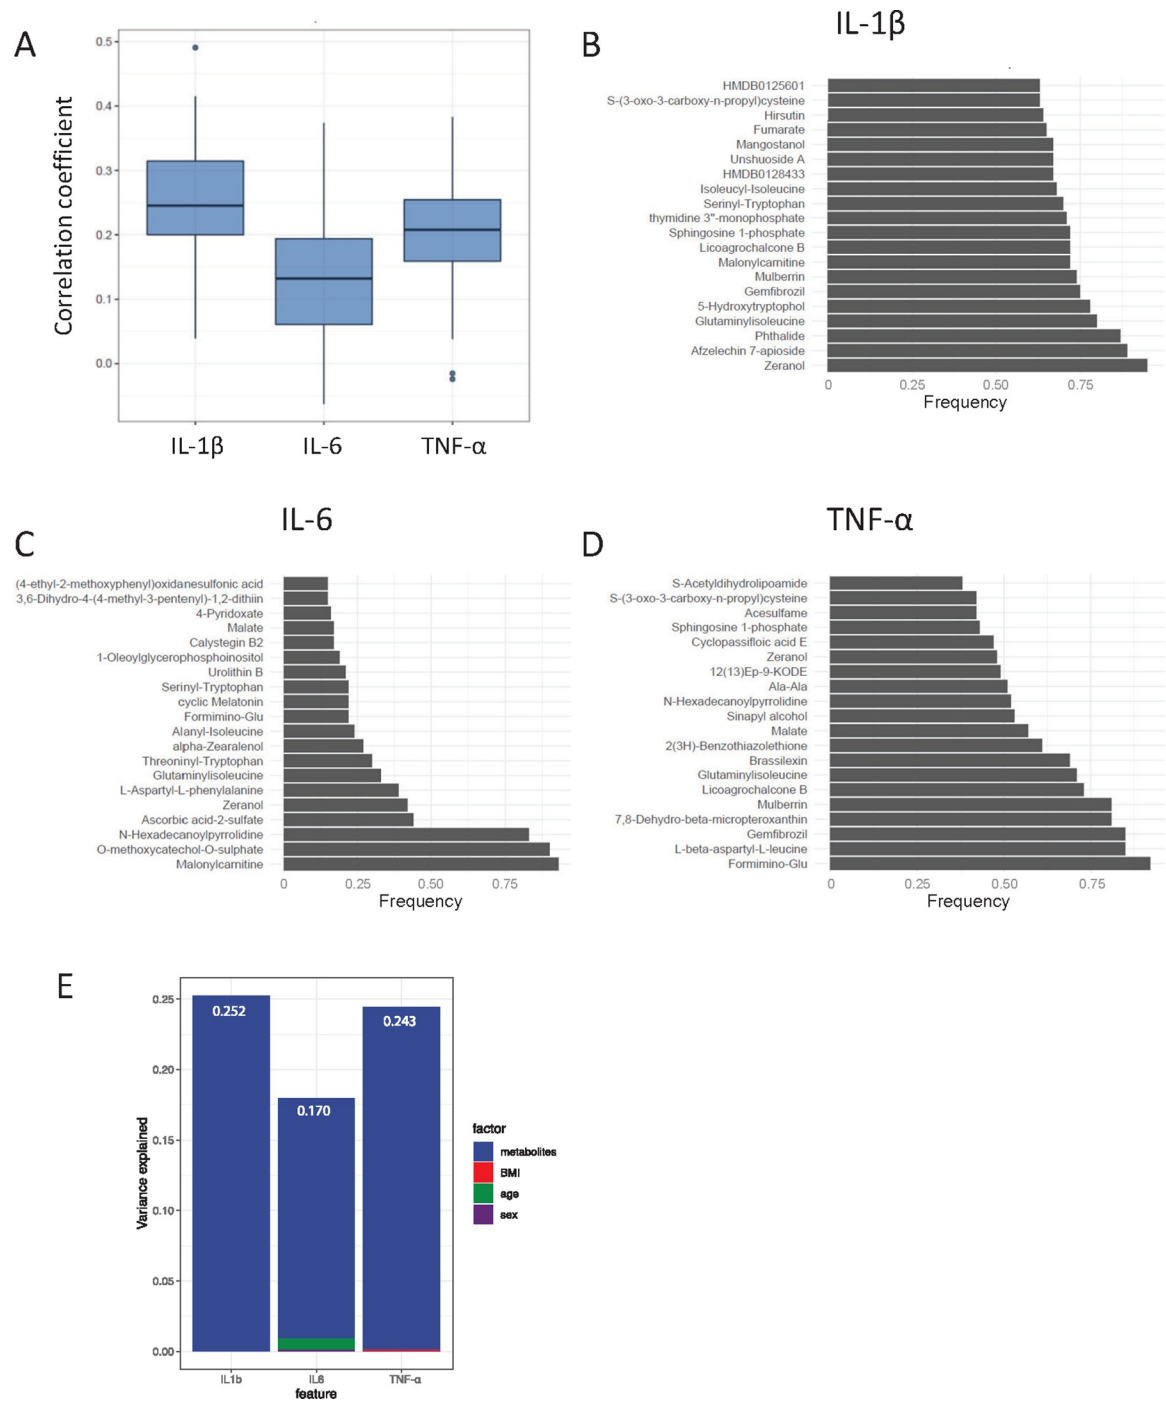 A
0.5
0.4
0.3
0.2
0.1
0.0
Correlation coefficient
IL-1β
IL-6
TNF-α
B
IL-1β
HMDB0125601
S-(3-oxo-3-carboxy-n-propyl)cysteine
Hirsutin
Fumarate
Mangostanol
Unshuoside A
HMDB0128433
Isoleucyl-Isoleucine
Serinyl-Tryptophan
thymidine 3"-monophosphate
Sphingosine 1-phosphate
Licoagrochalcone B
Malonylcarnitine
Mulberrin
Gemfibrozil
5-Hydroxytryptophol
Glutaminylisoleucine
Phthalide
Afzelechin 7-apioside
Zeranol
0 0.25 0.50 0.75
Frequency
C
IL-6
(4-ethyl-2-methoxyphenyl)oxidanesulfonic acid
3,6-Dihydro-4-(4-methyl-3-pentenyl)-1,2-dithiin
4-Pyridoxate
Malate
Calystegin B2
1-Oleoylglycerophosphoinositol
Urolithin B
Serinyl-Tryptophan
cyclic Melatonin
Formimino-Glu
Alanyl-Isoleucine
alpha-Zearalenol
Threoninyl-Tryptophan
Glutaminylisoleucine
L-Aspartyl-L-phenylalanine
Zeranol
Ascorbic acid-2-sulfate
N-Hexadecanoylpyrrolidine
O-methoxycatechol-O-sulphate
Malonylcarnitine
0 0.25 0.50 0.75
Frequency
D
TNF-α
S-Acetyldihydrolipoamide
S-(3-oxo-3-carboxy-n-propyl)cysteine
Acesulfame
Sphingosine 1-phosphate
Cyclopassifloic acid E
Zeranol
12(13)Ep-9-KODE
Ala-Ala
N-Hexadecanoylpyrrolidine
Sinapyl alcohol
Malate
2(3H)-Benzothiazolethione
Brassilexin
Glutaminylisoleucine
Licoagrochalcone B
Mulberrin
7,8-Dehydro-beta-micropteroxanthin
Gemfibrozil
L-beta-aspartyl-L-leucine
Formimino-Glu
0 0.25 0.50 0.75
Frequency
E
0.25
0.20
0.15
0.10
0.05
0.00
Variance explained
0.252
0.170
0.243
IL1b
IL6
TNF-α
feature
factor
metabolites
BMI
age
sex